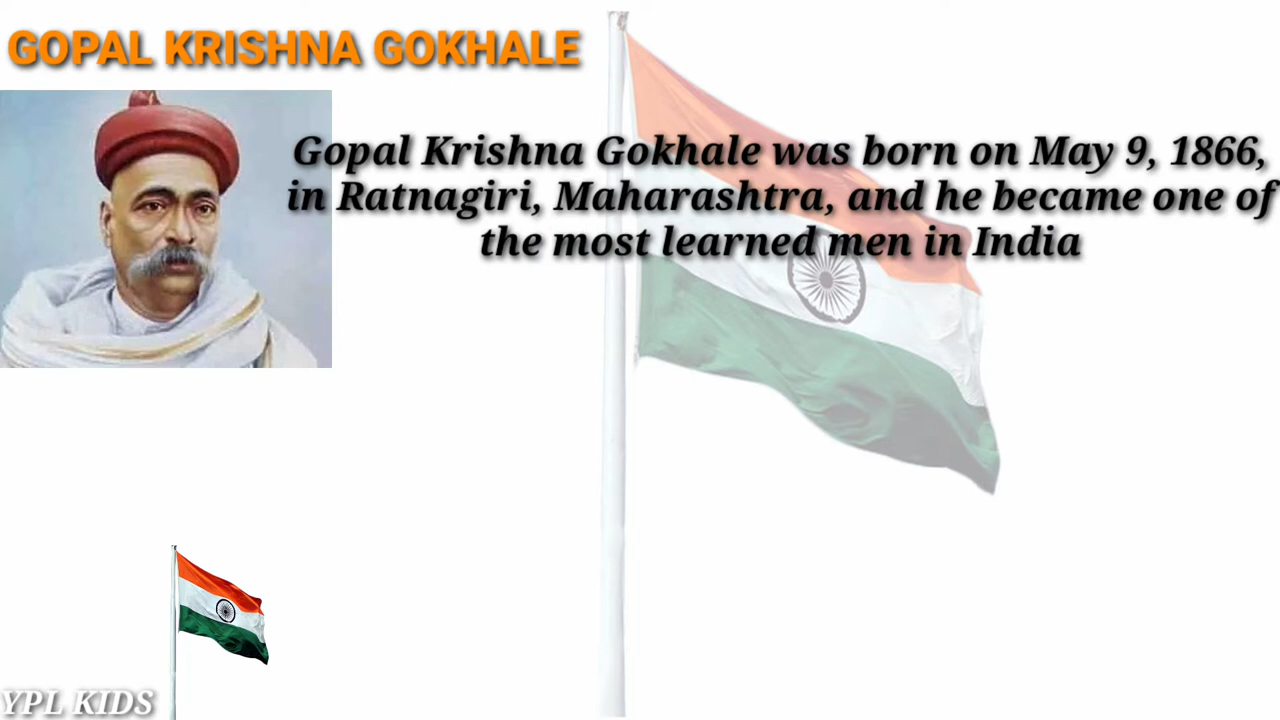 GOPAL KRISHNA GOKHALE
Gopal Krishna Gokhale was born on May 9, 1866,
in Ratnagiri, Maharashtra, and he became one of
the most learned men in India
YPL KIDS